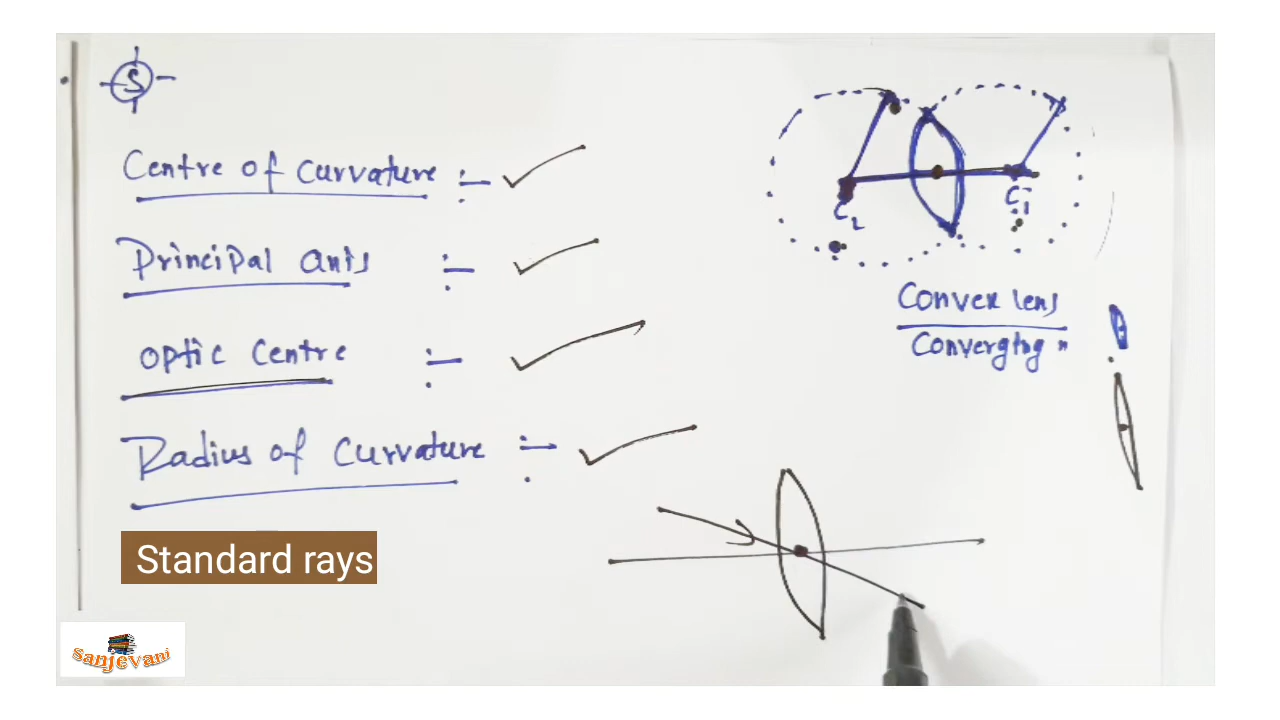 S
Centre of Curvature :-
Principal axis :-
Optic Centre :-
Radius of Curvature :-
C2
C1
Convex lens
Converging "
Standard rays
Sanjevani